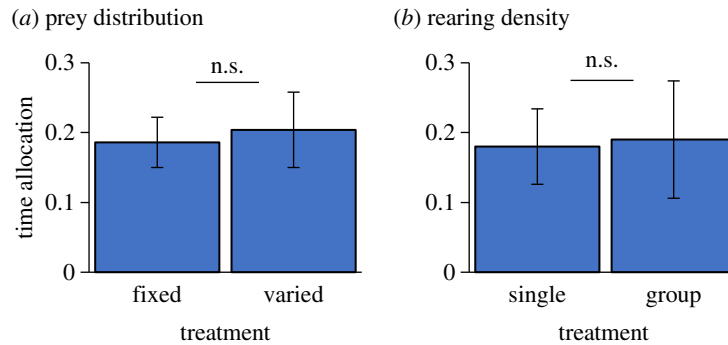 (a) prey distribution
0.3
0.2
0.1
0
time allocation
n.s.
fixed
varied
treatment
(b) rearing density
0.3
0.2
0.1
0
n.s.
single
group
treatment